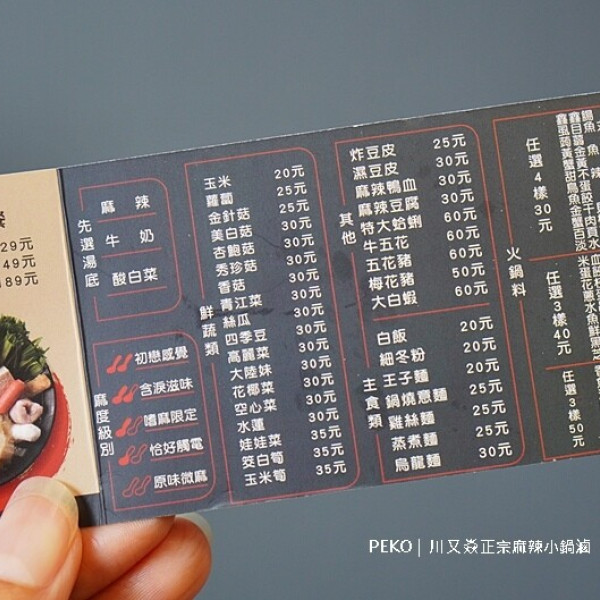 餐
29元
49元
89元
先選湯底
麻辣
牛奶
酸白菜
麻度級別
初戀感覺
含淚滋味
嗜麻限定
恰好觸電
原味微麻
鮮蔬類
玉米 20元
蘿蔔 25元
金針菇 25元
美白菇 30元
杏鮑菇 30元
秀珍菇 30元
香菇 30元
青江菜 30元
絲瓜 30元
四季豆 30元
高麗菜 30元
大陸妹 30元
花椰菜 30元
空心菜 30元
水蓮 30元
娃娃菜 35元
筊白筍 35元
玉米筍 35元
其他
炸豆皮 25元
濕豆皮 30元
麻辣鴨血 30元
麻辣豆腐 30元
特大蛤蜊 60元
牛五花 60元
五花豬 60元
梅花豬 50元
大白蝦 60元
主食類
白飯 20元
細冬粉 20元
王子麵 20元
鍋燒意麵 25元
雞絲麵 25元
蒸煮麵 25元
烏龍麵 30元
火鍋料
任選4樣30元
任選3樣40元
任選3樣50元
PEKO | 川又焱正宗麻辣小鍋滷